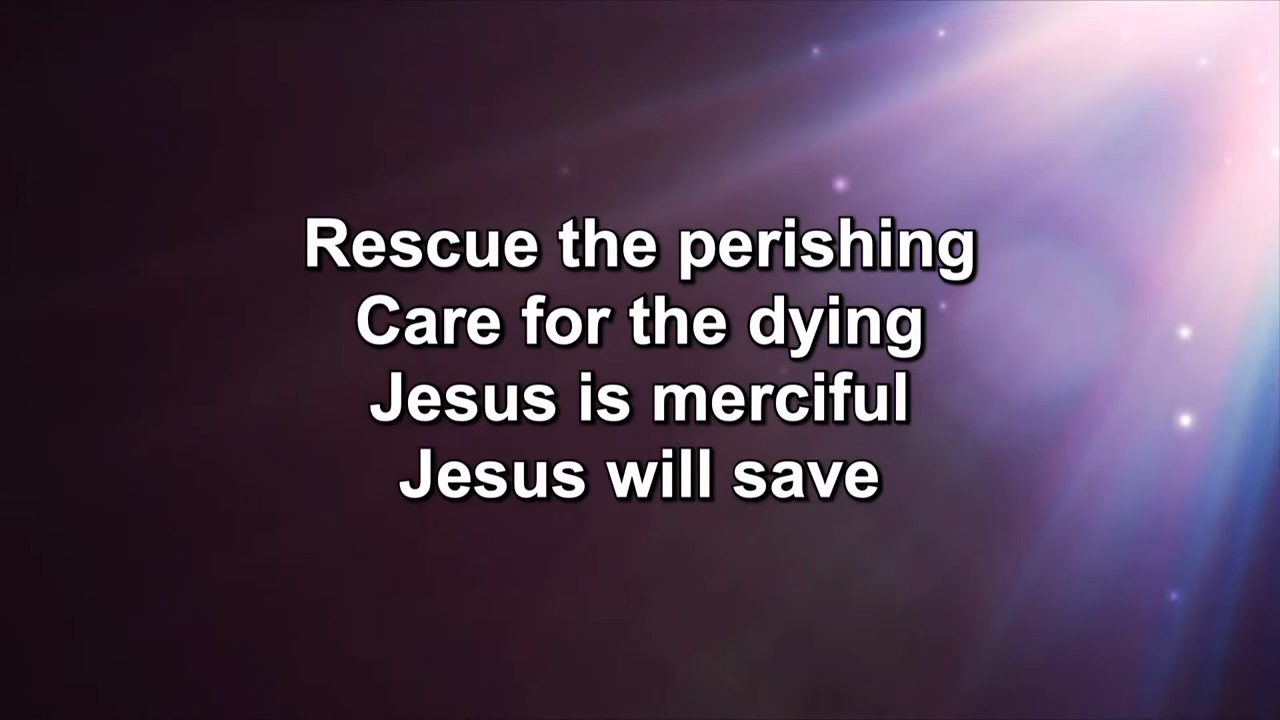 Rescue the perishing
Care for the dying
Jesus is merciful
Jesus will save